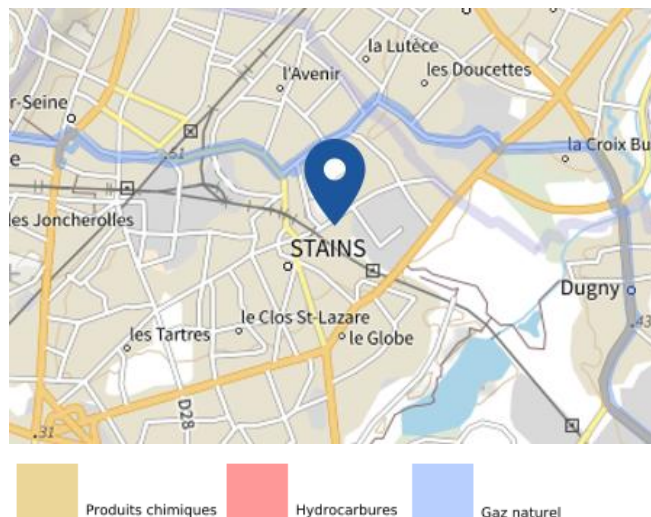 la Lutèce
l'Avenir
les Doucettes
r-Seine
.51
la Croix Bu
e
les Joncherolles
STAINS
Dugny
le Clos St-Lazare
les Tartres
le Globe
.43
D28
.31
Produits chimiques
Hydrocarbures
Gaz naturel